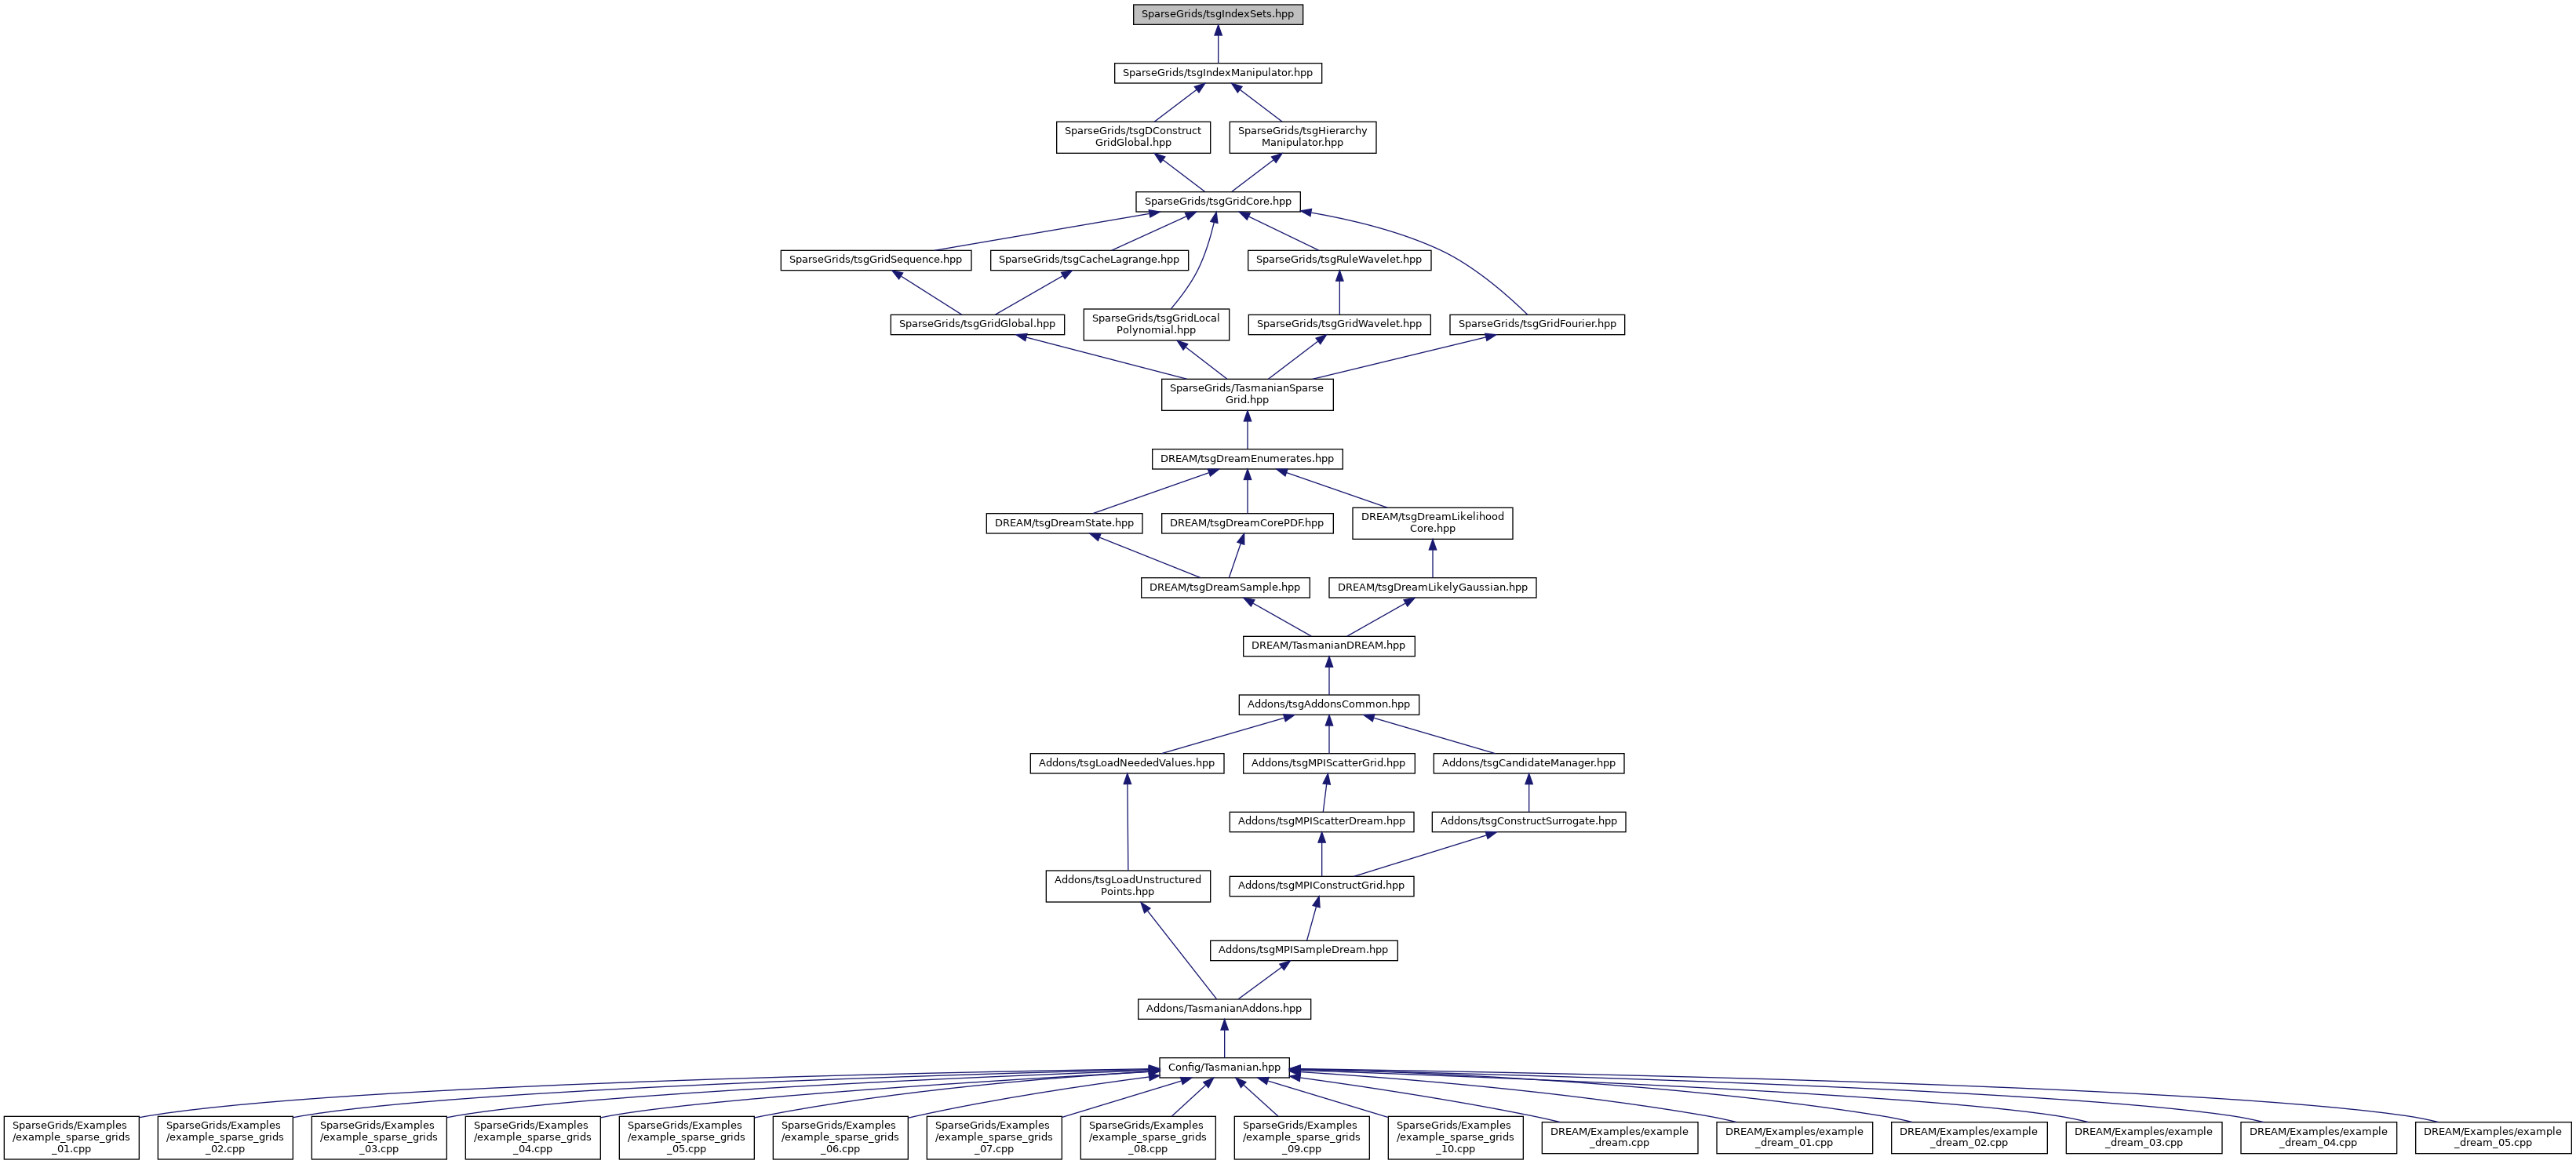 SparseGrids/tsgIndexSets.hpp
SparseGrids/tsgIndexManipulator.hpp
SparseGrids/tsgDConstruct
GridGlobal.hpp
SparseGrids/tsgHierarchy
Manipulator.hpp
SparseGrids/tsgGridCore.hpp
SparseGrids/tsgGridSequence.hpp
SparseGrids/tsgCacheLagrange.hpp
SparseGrids/tsgRuleWavelet.hpp
SparseGrids/tsgGridGlobal.hpp
SparseGrids/tsgGridLocal
Polynomial.hpp
SparseGrids/tsgGridWavelet.hpp
SparseGrids/tsgGridFourier.hpp
SparseGrids/TasmanianSparse
Grid.hpp
DREAM/tsgDreamEnumerates.hpp
DREAM/tsgDreamState.hpp
DREAM/tsgDreamCorePDF.hpp
DREAM/tsgDreamLikelihood
Core.hpp
DREAM/tsgDreamSample.hpp
DREAM/tsgDreamLikelyGaussian.hpp
DREAM/TasmanianDREAM.hpp
Addons/tsgAddonsCommon.hpp
Addons/tsgLoadNeededValues.hpp
Addons/tsgMPIScatterGrid.hpp
Addons/tsgCandidateManager.hpp
Addons/tsgMPIScatterDream.hpp
Addons/tsgConstructSurrogate.hpp
Addons/tsgLoadUnstructured
Points.hpp
Addons/tsgMPIConstructGrid.hpp
Addons/tsgMPISampleDream.hpp
Addons/TasmanianAddons.hpp
Config/Tasmanian.hpp
SparseGrids/Examples
/example_sparse_grids
_01.cpp
SparseGrids/Examples
/example_sparse_grids
_02.cpp
SparseGrids/Examples
/example_sparse_grids
_03.cpp
SparseGrids/Examples
/example_sparse_grids
_04.cpp
SparseGrids/Examples
/example_sparse_grids
_05.cpp
SparseGrids/Examples
/example_sparse_grids
_06.cpp
SparseGrids/Examples
/example_sparse_grids
_07.cpp
SparseGrids/Examples
/example_sparse_grids
_08.cpp
SparseGrids/Examples
/example_sparse_grids
_09.cpp
SparseGrids/Examples
/example_sparse_grids
_10.cpp
DREAM/Examples/example
_dream.cpp
DREAM/Examples/example
_dream_01.cpp
DREAM/Examples/example
_dream_02.cpp
DREAM/Examples/example
_dream_03.cpp
DREAM/Examples/example
_dream_04.cpp
DREAM/Examples/example
_dream_05.cpp